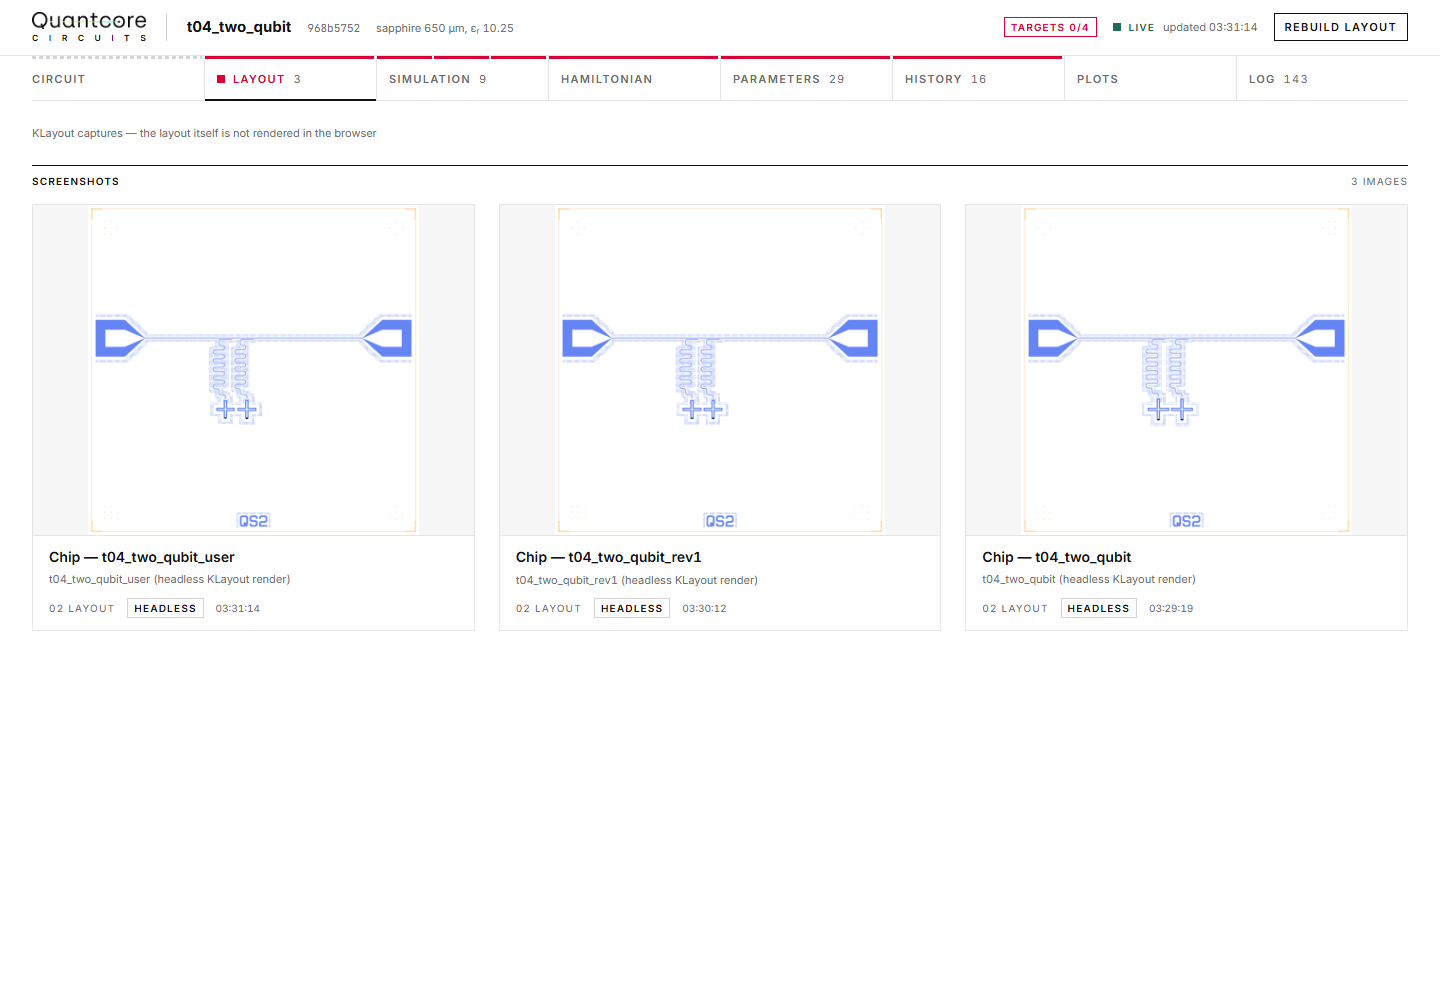 Quantcore
CIRCUITS
t04_two_qubit 968b5752 sapphire 650 µm, εᵣ 10.25
TARGETS 0/4 LIVE updated 03:31:14 REBUILD LAYOUT
CIRCUIT LAYOUT 3 SIMULATION 9 HAMILTONIAN PARAMETERS 29 HISTORY 16 PLOTS LOG 143
KLayout captures — the layout itself is not rendered in the browser
SCREENSHOTS 3 IMAGES
QS2 QS2 QS2
Chip — t04_two_qubit_user
t04_two_qubit_user (headless KLayout render)
02 LAYOUT HEADLESS 03:31:14
Chip — t04_two_qubit_rev1
t04_two_qubit_rev1 (headless KLayout render)
02 LAYOUT HEADLESS 03:30:12
Chip — t04_two_qubit
t04_two_qubit (headless KLayout render)
02 LAYOUT HEADLESS 03:29:19